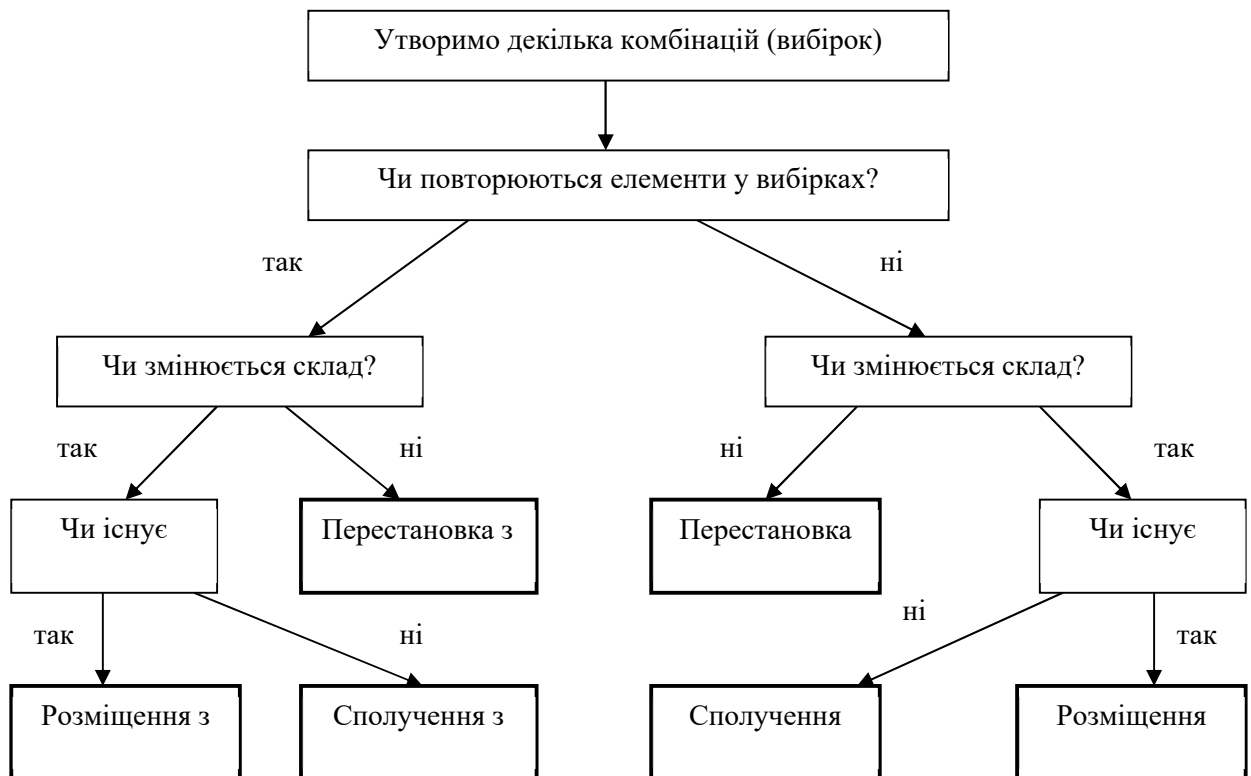 Утворимо декілька комбінацій (вибірок)
Чи повторюються елементи у вибірках?
так
ні
Чи змінюється склад?
Чи змінюється склад?
так
ні
ні
так
Чи існує
Перестановка з
Перестановка
Чи існує
так
ні
ні
так
Розміщення з
Сполучення з
Сполучення
Розміщення